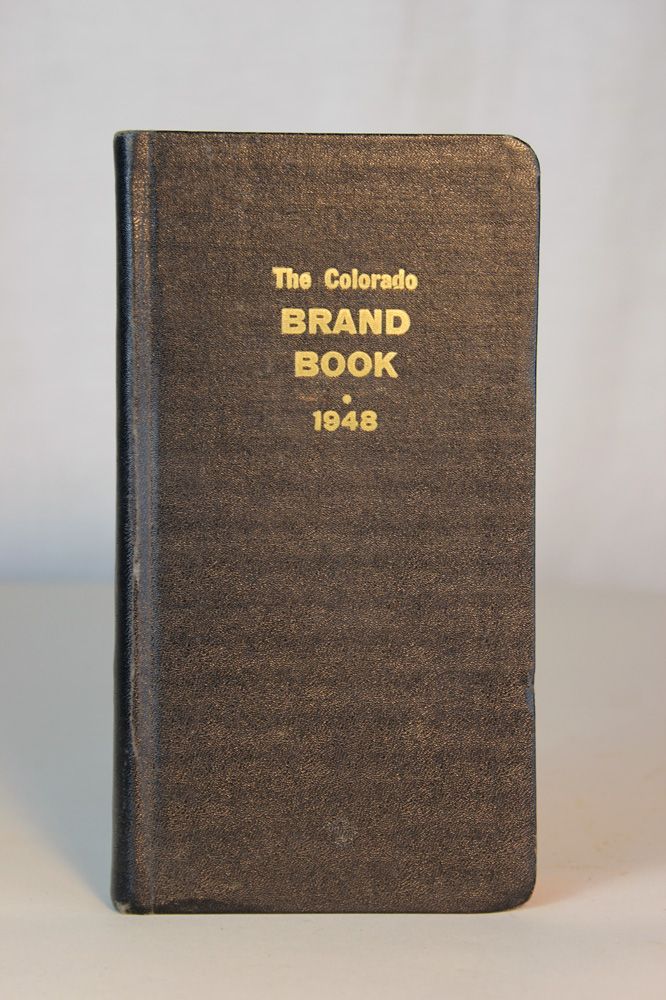 The Colorado
BRAND
BOOK
•
1948